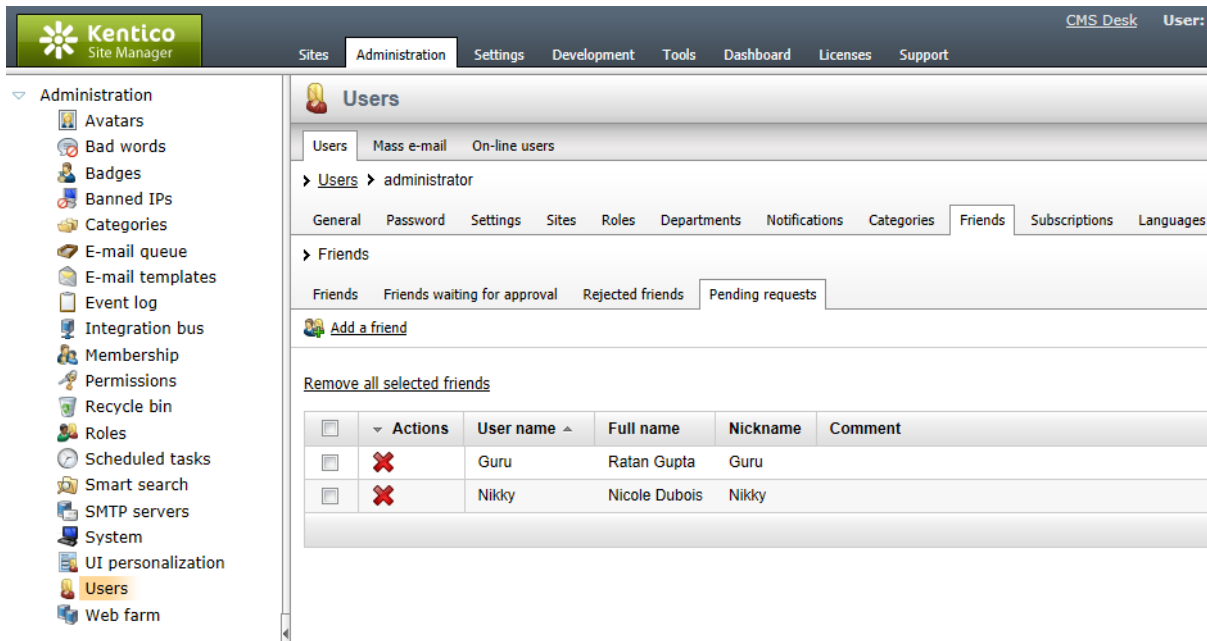 Kentico
Site Manager
CMS Desk User:
Sites Administration Settings Development Tools Dashboard Licenses Support
Administration
Avatars
Bad words
Badges
Banned IPs
Categories
E-mail queue
E-mail templates
Event log
Integration bus
Membership
Permissions
Recycle bin
Roles
Scheduled tasks
Smart search
SMTP servers
System
UI personalization
Users
Web farm
Users
Users Mass e-mail On-line users
Users administrator
General Password Settings Sites Roles Departments Notifications Categories Friends Subscriptions Languages
Friends
Friends Friends waiting for approval Rejected friends Pending requests
Add a friend
Remove all selected friends
Actions User name Full name Nickname Comment
Guru Ratan Gupta Guru
Nikky Nicole Dubois Nikky